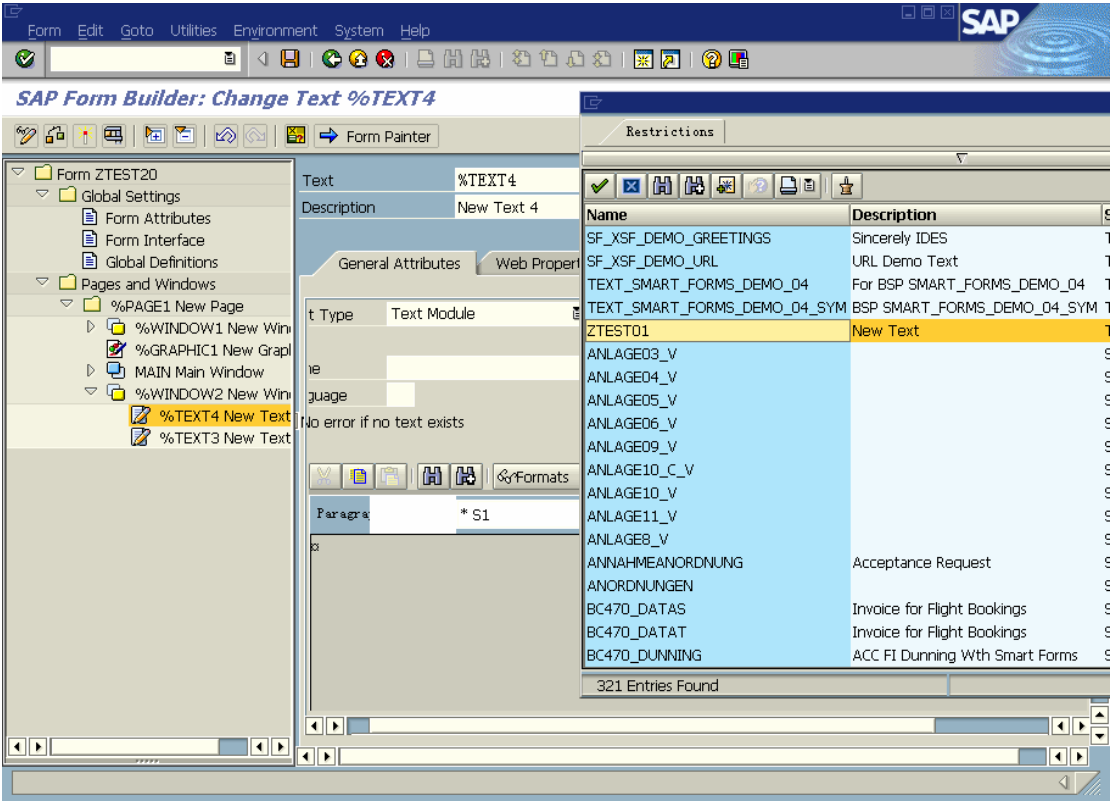 Form Edit Goto Utilities Environment System Help
SAP
SAP Form Builder: Change Text %TEXT4
Form Painter
Form ZTEST20
Global Settings
Form Attributes
Form Interface
Global Definitions
Pages and Windows
%PAGE1 New Page
%WINDOW1 New Win
%GRAPHIC1 New Grapl
MAIN Main Window
%WINDOW2 New Win
%TEXT4 New Text
%TEXT3 New Text
Text %TEXT4
Description New Text 4
General Attributes Web Propert
t Type Text Module
ne
guage
No error if no text exists
Formats
Paragra * S1
Restrictions
Name Description S
SF_XSF_DEMO_GREETINGS Sincerely IDES T
SF_XSF_DEMO_URL URL Demo Text T
TEXT_SMART_FORMS_DEMO_04 For BSP SMART_FORMS_DEMO_04 T
TEXT_SMART_FORMS_DEMO_04_SYM BSP SMART_FORMS_DEMO_04_SYM T
ZTEST01 New Text T
ANLAGE03_V S
ANLAGE04_V S
ANLAGE05_V S
ANLAGE06_V S
ANLAGE09_V S
ANLAGE10_C_V S
ANLAGE10_V S
ANLAGE11_V S
ANLAGE8_V S
ANNAHMEANORDNUNG Acceptance Request S
ANORDNUNGEN S
BC470_DATAS Invoice for Flight Bookings S
BC470_DATAT Invoice for Flight Bookings S
BC470_DUNNING ACC FI Dunning Wth Smart Forms S
321 Entries Found